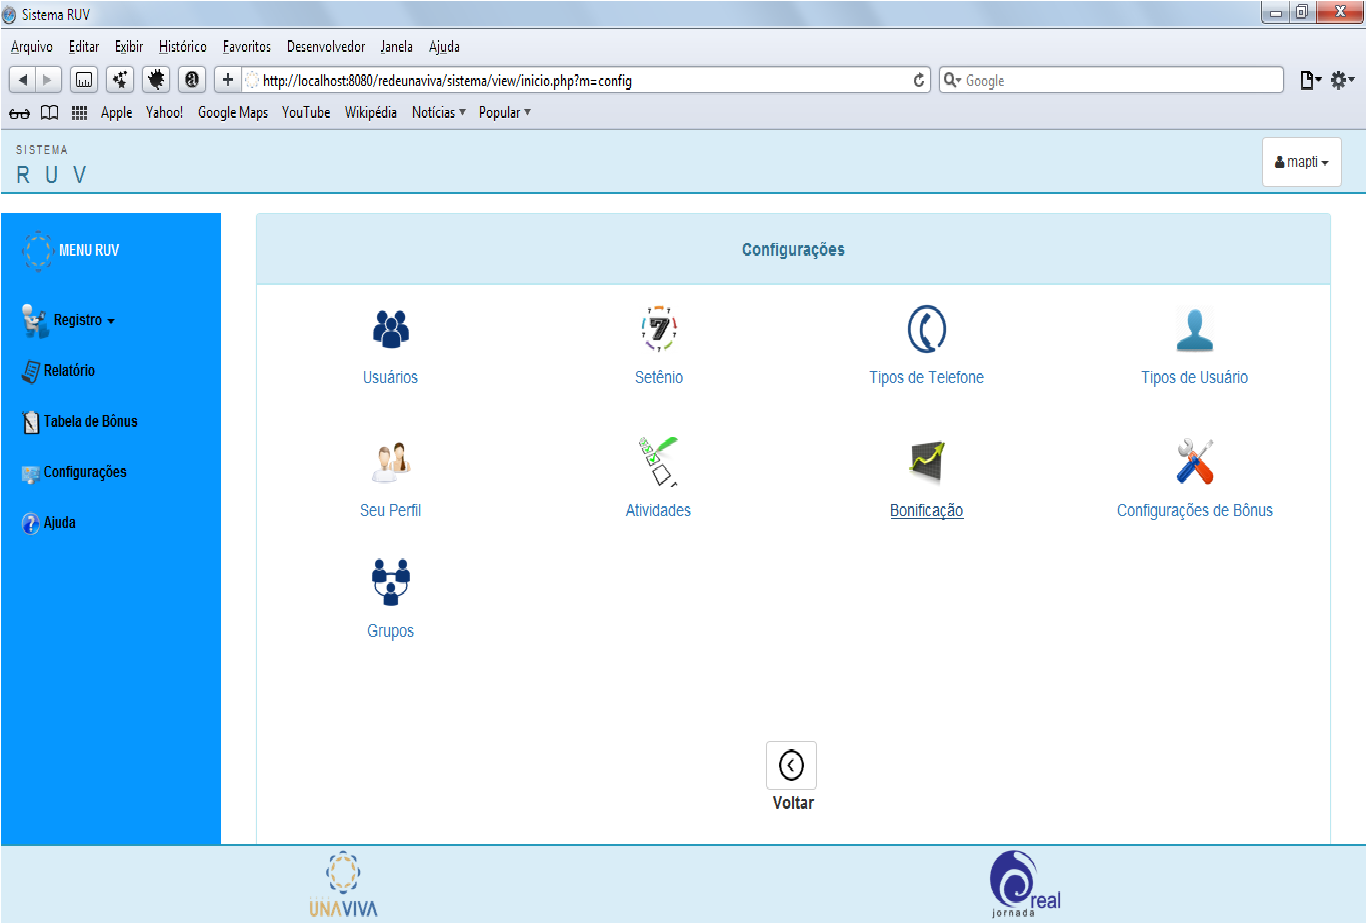 Sistema RUV
Arquivo Editar Exibir Histórico Favoritos Desenvolvedor Janela Ajuda
http://localhost:8080/redeunaviva/sistema/view/inicio.php?m=config
Google
Apple Yahoo! Google Maps YouTube Wikipédia Notícias Popular
SISTEMA
R U V
mapti
MENU RUV
Registro
Relatório
Tabela de Bônus
Configurações
Ajuda
Configurações
Usuários Setênio Tipos de Telefone Tipos de Usuário
Seu Perfil Atividades Bonificação Configurações de Bônus
Grupos
Voltar
UNAVIVA
real
jornada